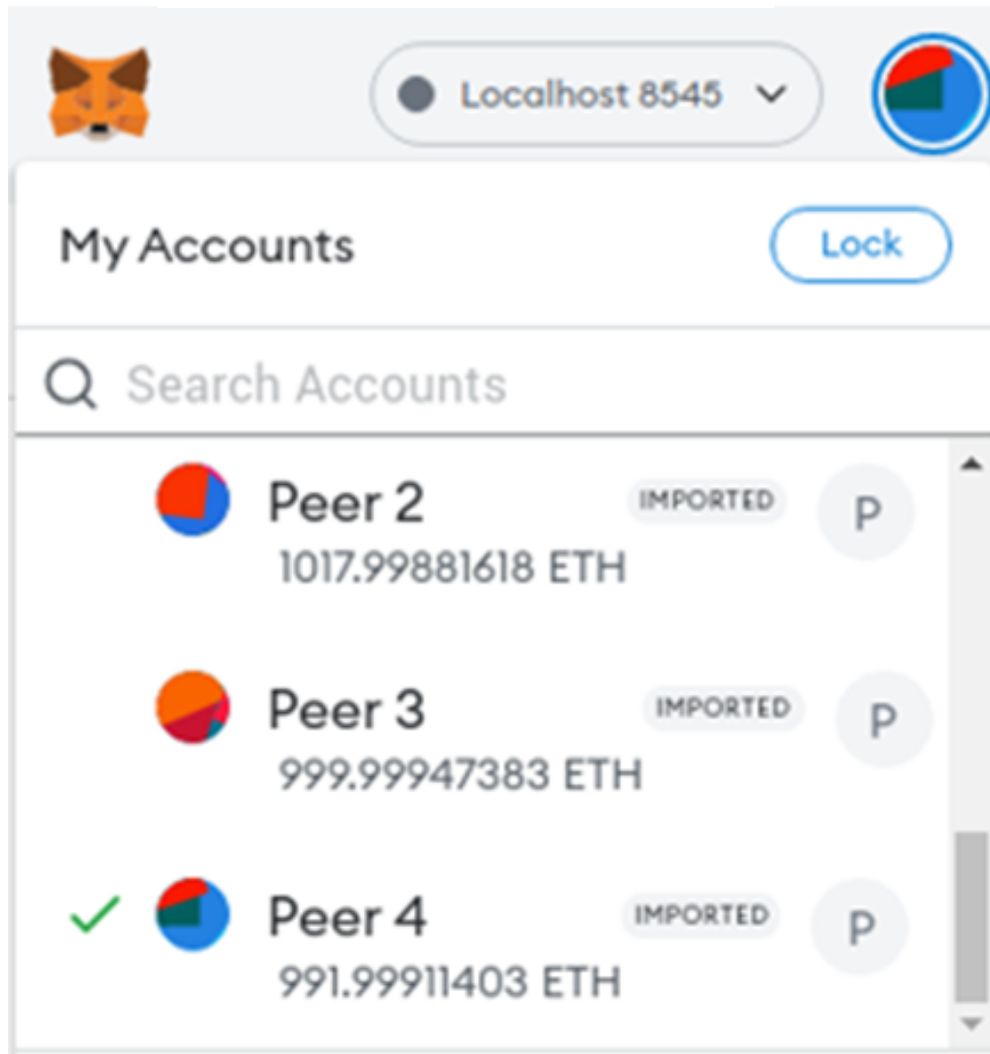 Localhost 8545
My Accounts Lock
Search Accounts
Peer 2 IMPORTED P
1017.99881618 ETH
Peer 3 IMPORTED P
999.99947383 ETH
Peer 4 IMPORTED P
991.99911403 ETH